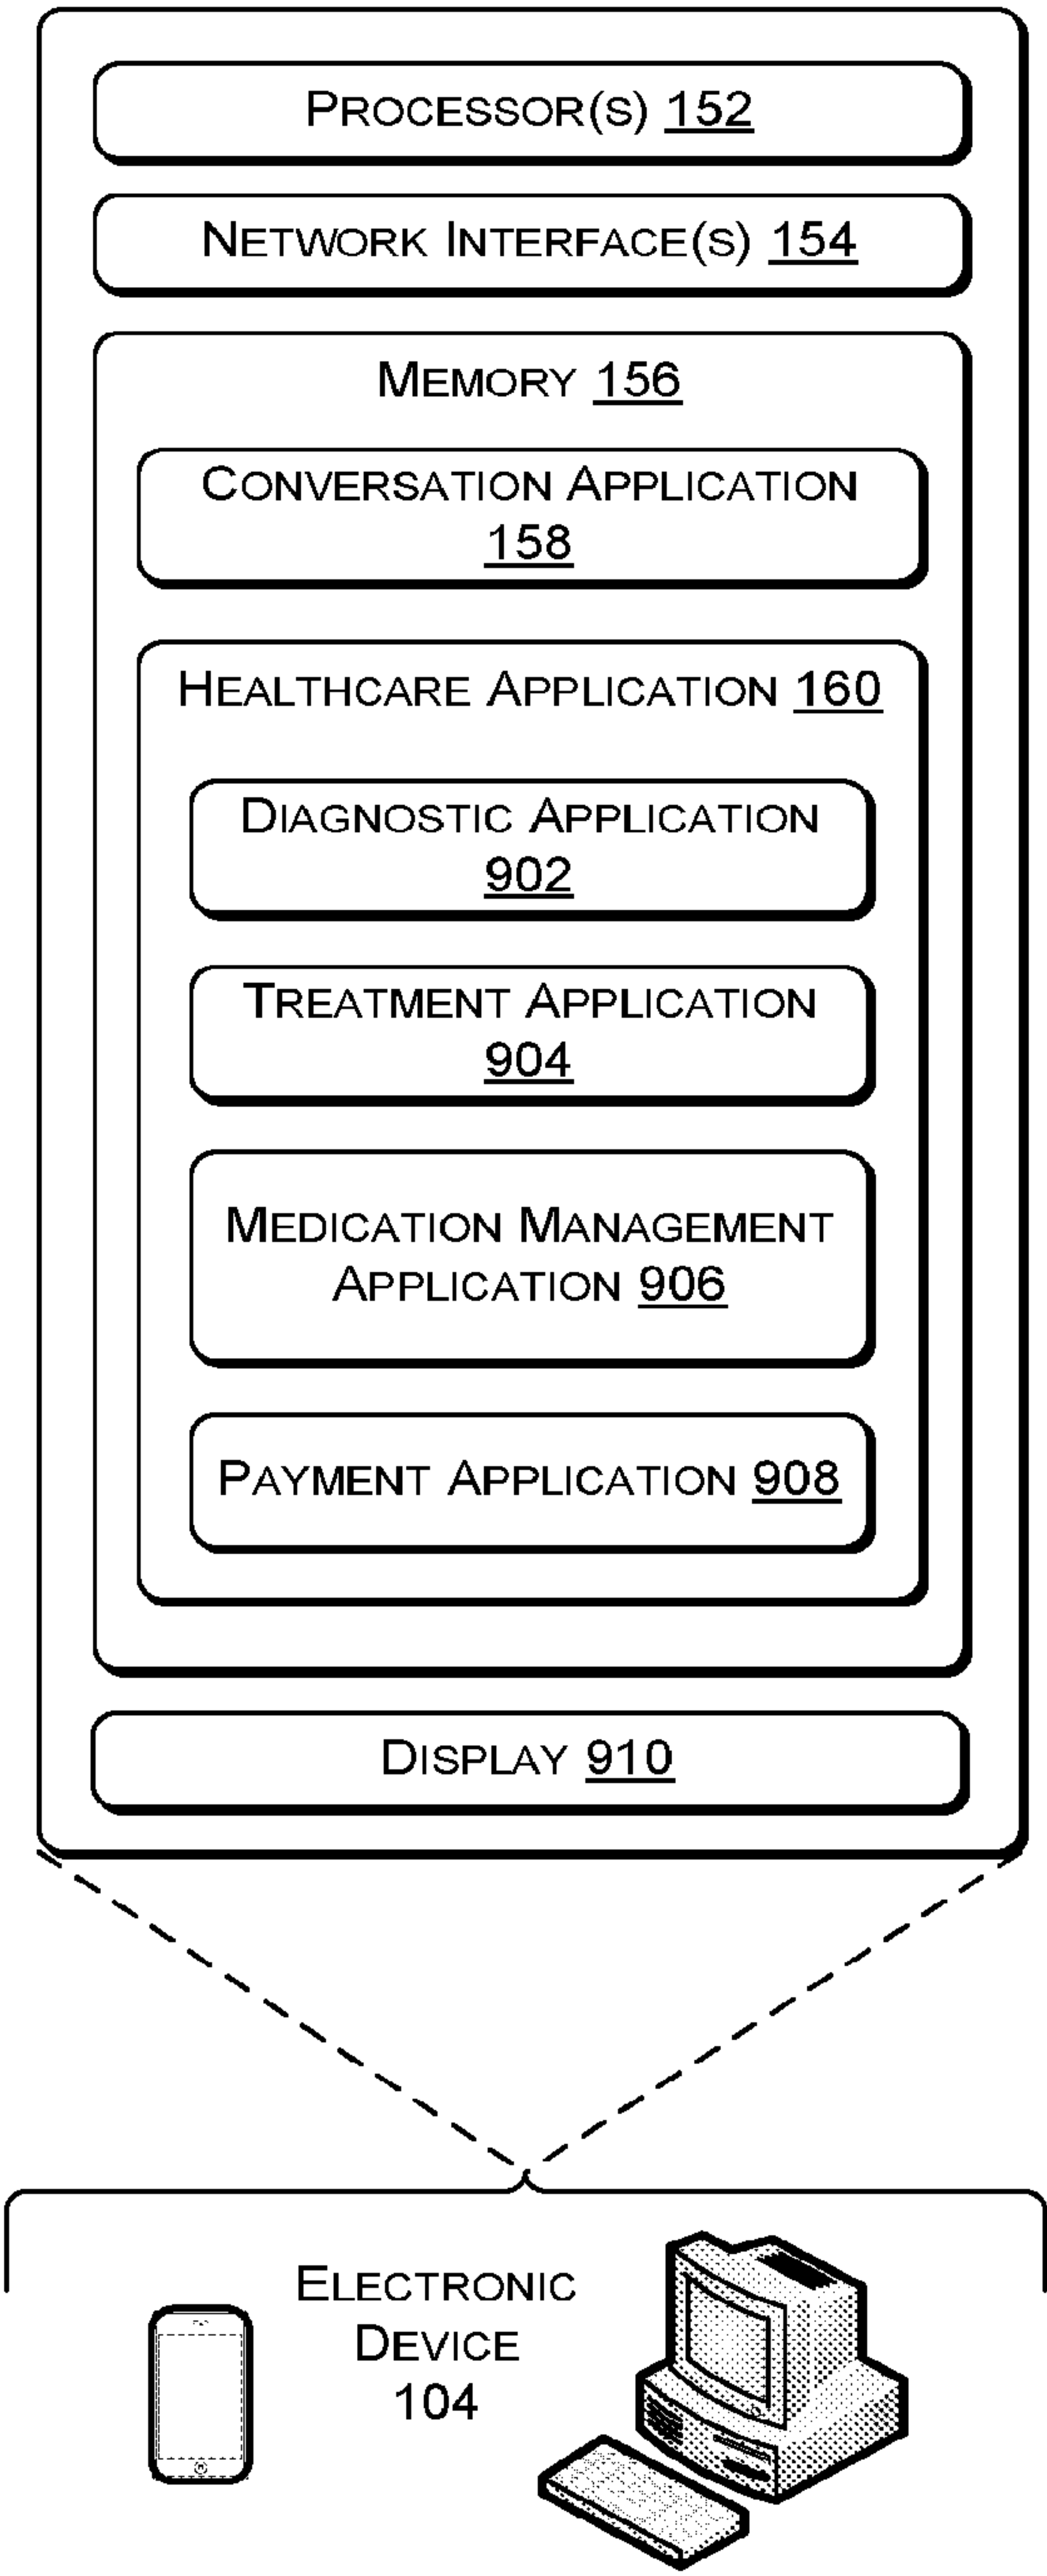 PROCESSOR(S) 152
NETWORK INTERFACE(S) 154
MEMORY 156
CONVERSATION APPLICATION
158
HEALTHCARE APPLICATION 160
DIAGNOSTIC APPLICATION
902
TREATMENT APPLICATION
904
MEDICATION MANAGEMENT
APPLICATION 906
PAYMENT APPLICATION 908
DISPLAY 910
ELECTRONIC
DEVICE
104